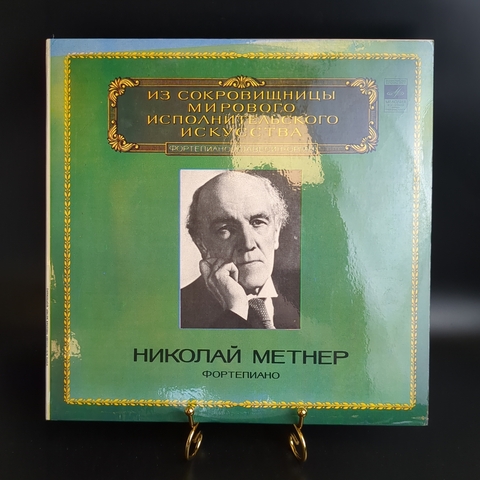 ИЗ СОКРОВИЩНИЦЫ
МИРОВОГО
ИСПОЛНИТЕЛЬСКОГО
ИСКУССТВА
НИКОЛАЙ МЕТНЕР
ФОРТЕПИАНО